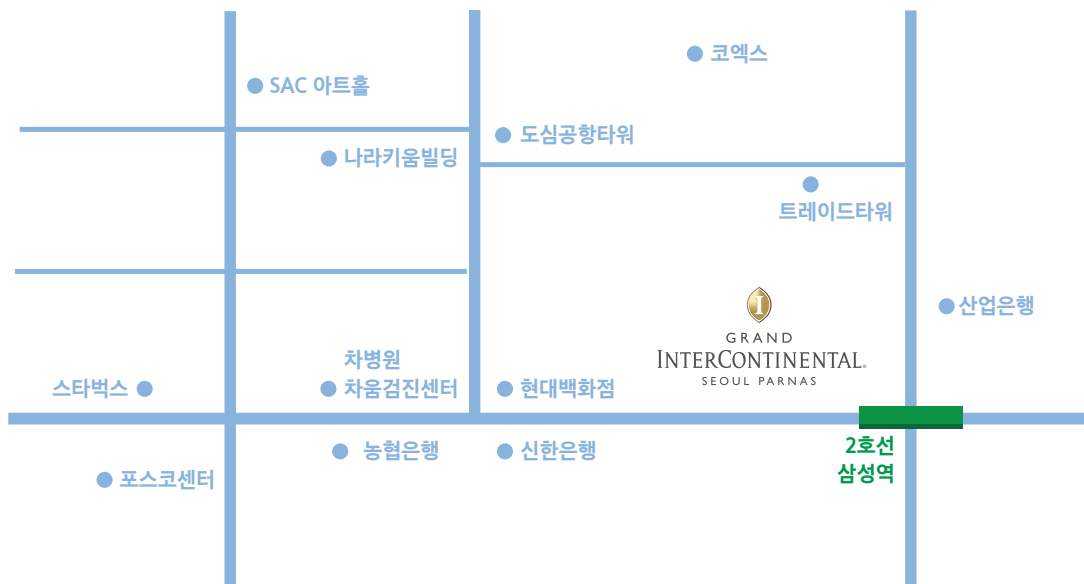 코엑스
SAC 아트홀
도심공항타워
나라키움빌딩
트레이드타워
I
산업은행
GRAND
INTERCONTINENTAL®
SEOUL PARNAS
차병원
스타벅스
차움검진센터
현대백화점
2호선
농협은행
신한은행
삼성역
포스코센터